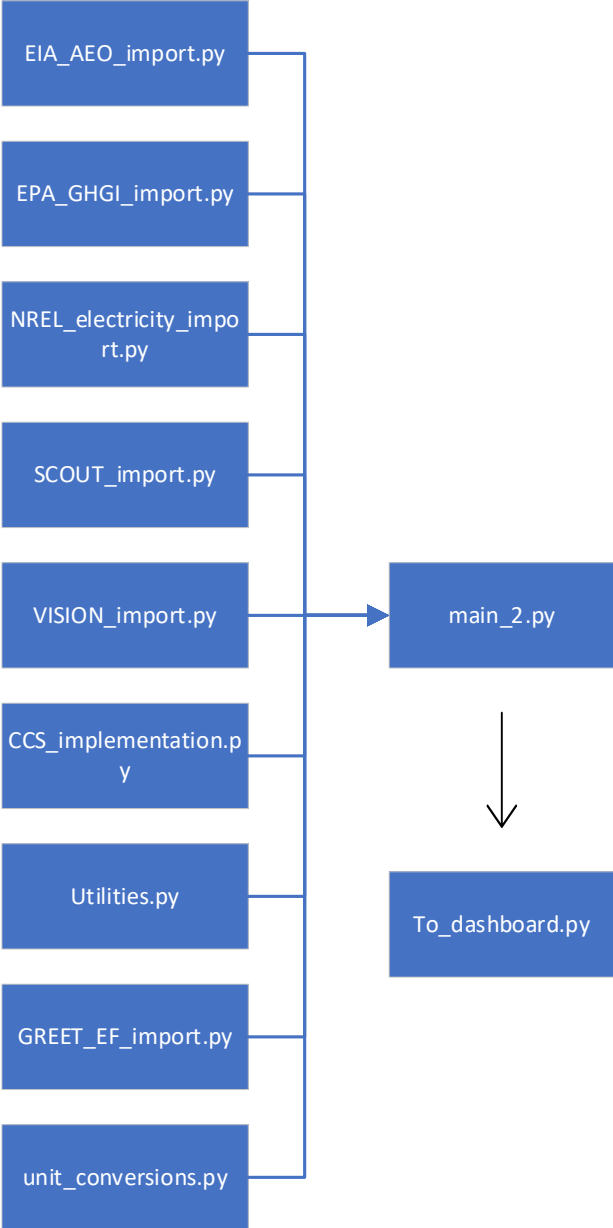 EIA_AEO_import.py
EPA_GHGI_import.py
NREL_electricity_impo
rt.py
SCOUT_import.py
VISION_import.py
main_2.py
CCS_implementation.p
y
Utilities.py
To_dashboard.py
GREET_EF_import.py
unit_conversions.py